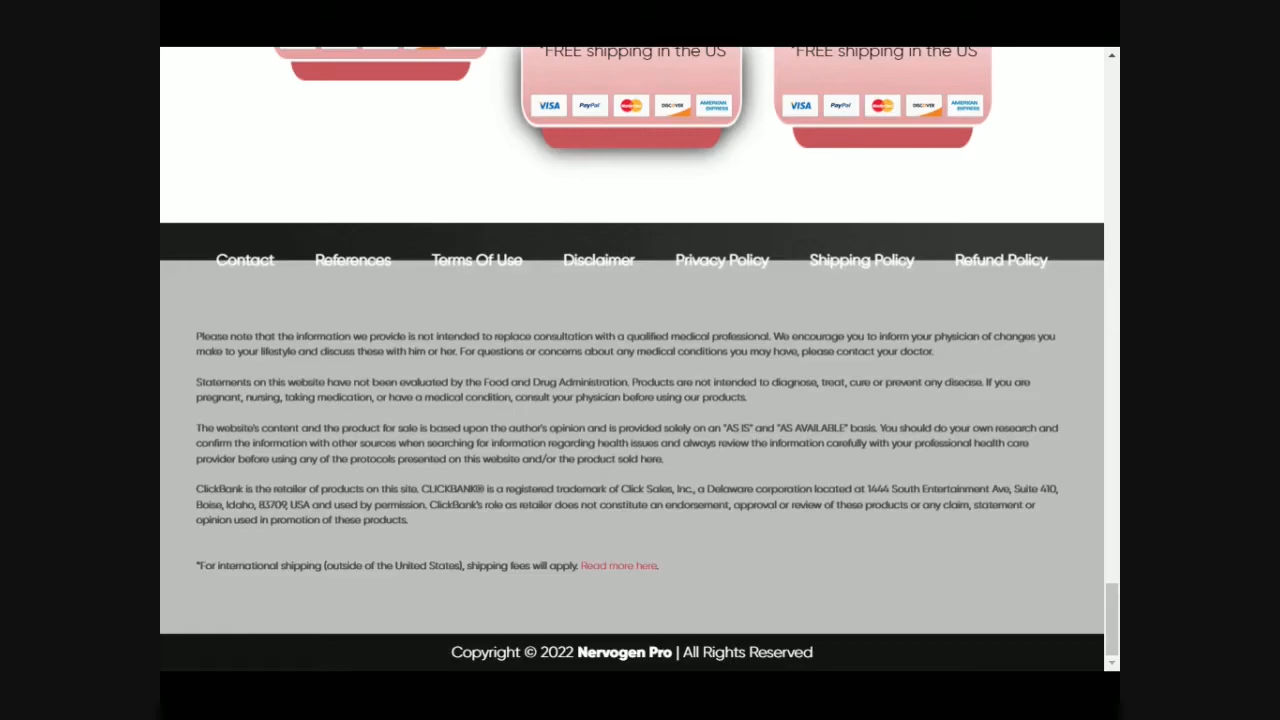 *FREE shipping in the US
*FREE shipping in the US
VISA PayPal MasterCard DISCOVER AMERICAN EXPRESS
VISA PayPal MasterCard DISCOVER AMERICAN EXPRESS
Contact References Terms Of Use Disclaimer Privacy Policy Shipping Policy Refund Policy
Please note that the information we provide is not intended to replace consultation with a qualified medical professional. We encourage you to inform your physician of changes you
make to your lifestyle and discuss these with him or her. For questions or concerns about any medical conditions you may have, please contact your doctor.
Statements on this website have not been evaluated by the Food and Drug Administration. Products are not intended to diagnose, treat, cure or prevent any disease. If you are
pregnant, nursing, taking medication, or have a medical condition, consult your physician before using our products.
The website's content and the product for sale is based upon the author's opinion and is provided solely on an "AS IS" and "AS AVAILABLE" basis. You should do your own research and
confirm the information with other sources when searching for information regarding health issues and always review the information carefully with your professional health care
provider before using any of the protocols presented on this website and/or the product sold here.
ClickBank is the retailer of products on this site. CLICKBANK® is a registered trademark of Click Sales, Inc., a Delaware corporation located at 1444 South Entertainment Ave, Suite 410,
Boise, Idaho, 83709, USA and used by permission. ClickBank's role as retailer does not constitute an endorsement, approval or review of these products or any claim, statement or
opinion used in promotion of these products.
*For international shipping (outside of the United States), shipping fees will apply. Read more here.
Copyright © 2022 Nervogen Pro | All Rights Reserved